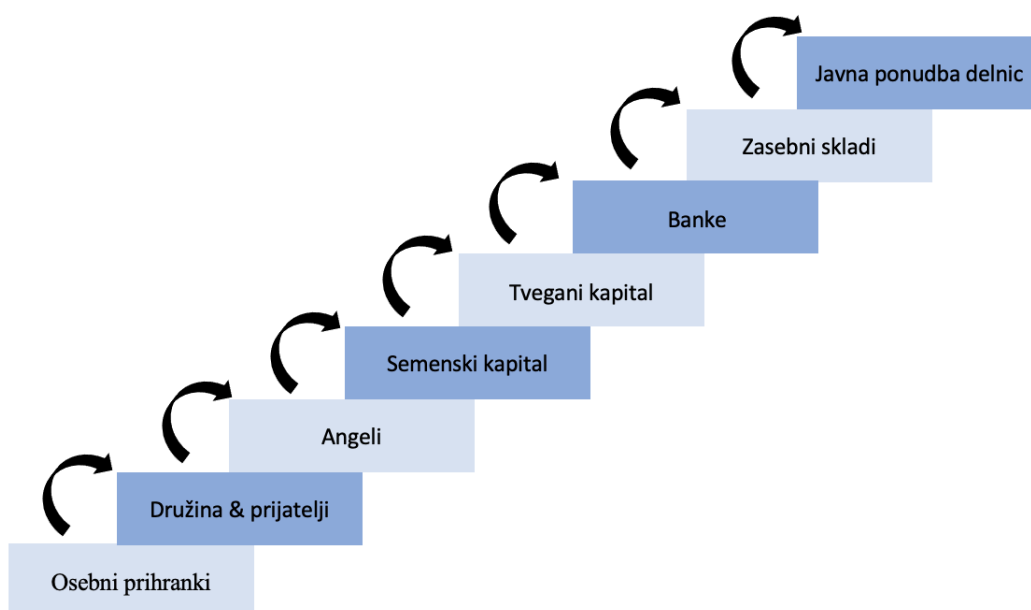 Javna ponudba delnic
Zasebni skladi
Banke
Tvegani kapital
Semenski kapital
Angeli
Družina & prijatelji
Osebni prihranki